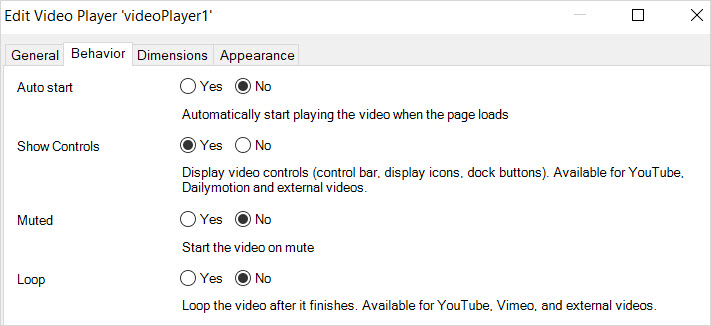 Edit Video Player 'videoPlayer1'
General Behavior Dimensions Appearance
Auto start Yes No
Automatically start playing the video when the page loads
Show Controls Yes No
Display video controls (control bar, display icons, dock buttons). Available for YouTube,
Dailymotion and external videos.
Muted Yes No
Start the video on mute
Loop Yes No
Loop the video after it finishes. Available for YouTube, Vimeo, and external videos.